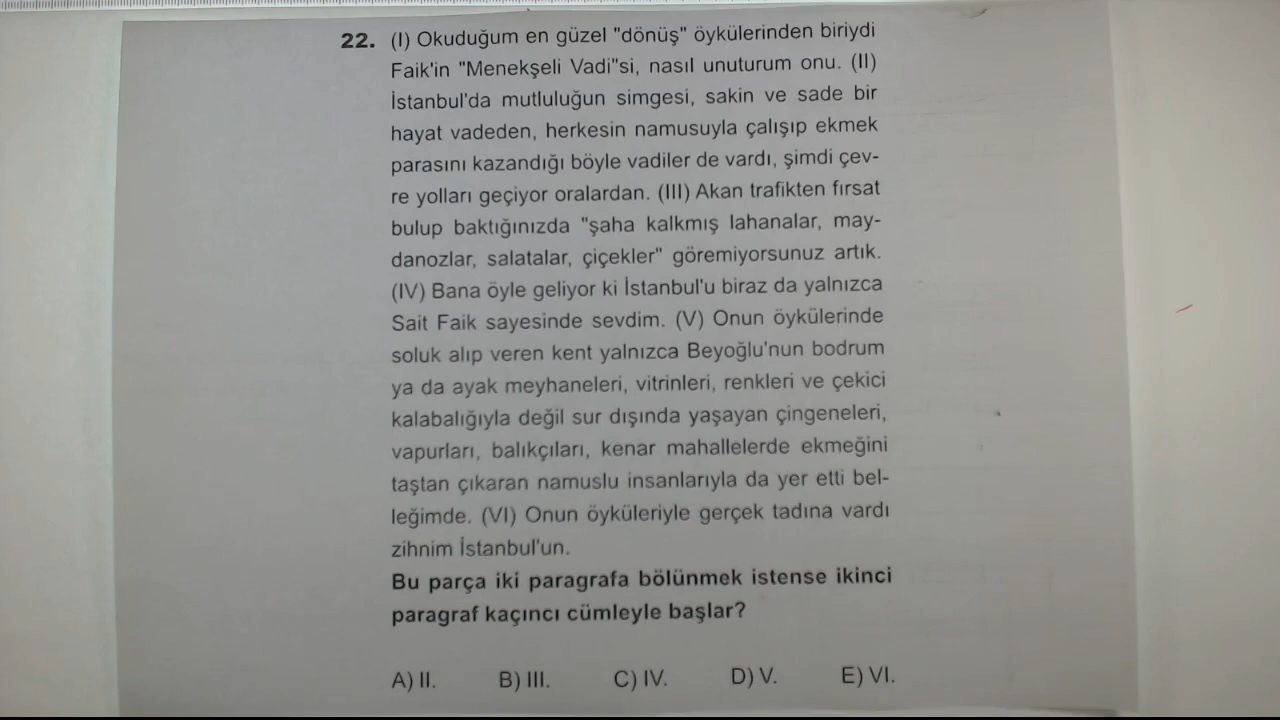 22. (I) Okuduğum en güzel "dönüş" öykülerinden biriydi
Faik'in "Menekşeli Vadi"si, nasıl unuturum onu. (II)
İstanbul'da mutluluğun simgesi, sakin ve sade bir
hayat vadeden, herkesin namusuyla çalışıp ekmek
parasını kazandığı böyle vadiler de vardı, şimdi çev-
re yolları geçiyor oralardan. (III) Akan trafikten fırsat
bulup baktığınızda "şaha kalkmış lahanalar, may-
danozlar, salatalar, çiçekler" göremiyorsunuz artık.
(IV) Bana öyle geliyor ki İstanbul'u biraz da yalnızca
Sait Faik sayesinde sevdim. (V) Onun öykülerinde
soluk alıp veren kent yalnızca Beyoğlu'nun bodrum
ya da ayak meyhaneleri, vitrinleri, renkleri ve çekici
kalabalığıyla değil sur dışında yaşayan çingeneleri,
vapurları, balıkçıları, kenar mahallelerde ekmeğini
taştan çıkaran namuslu insanlarıyla da yer etti bel-
leğimde. (VI) Onun öyküleriyle gerçek tadına vardı
zihnim İstanbul'un.
Bu parça iki paragrafa bölünmek istense ikinci
paragraf kaçıncı cümleyle başlar?
A) II. B) III. C) IV. D) V. E) VI.